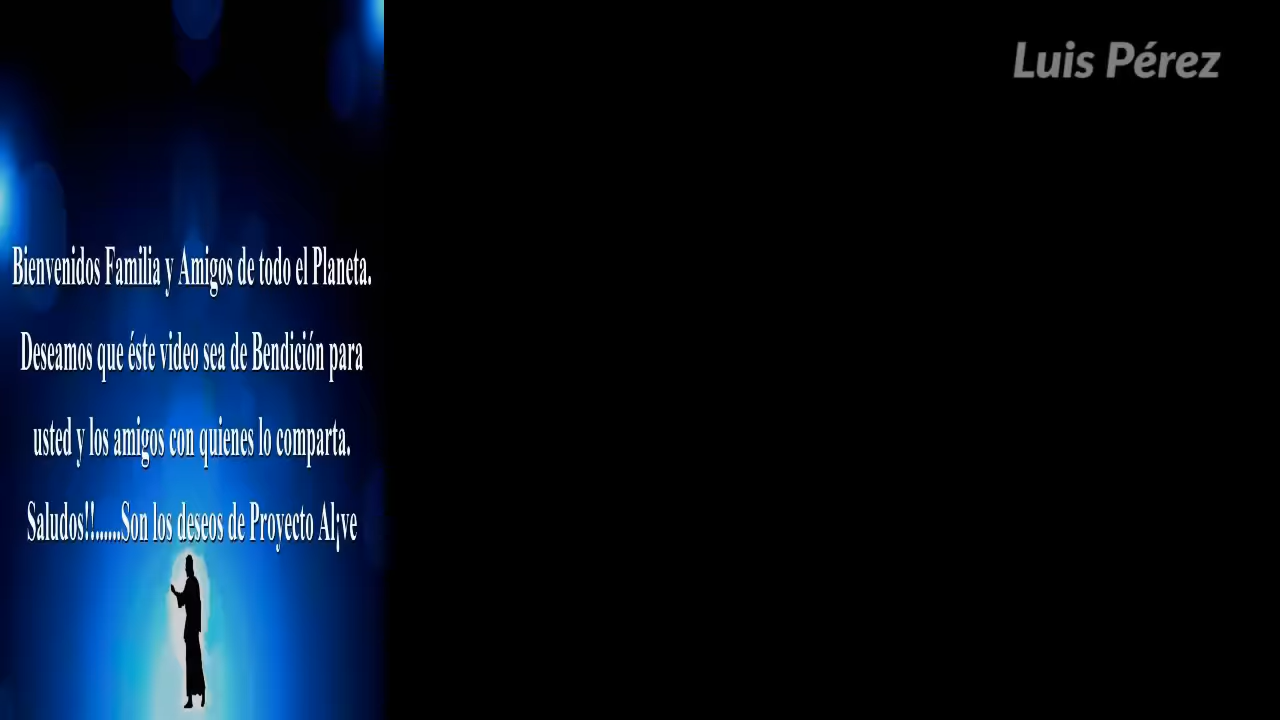 Luis Pérez
Bienvenidos Familia y Amigos de todo el Planeta.
Deseamos que éste video sea de Bendición para
usted y los amigos con quienes lo comparta.
Saludos!!......Son los deseos de Proyecto Al¡ve